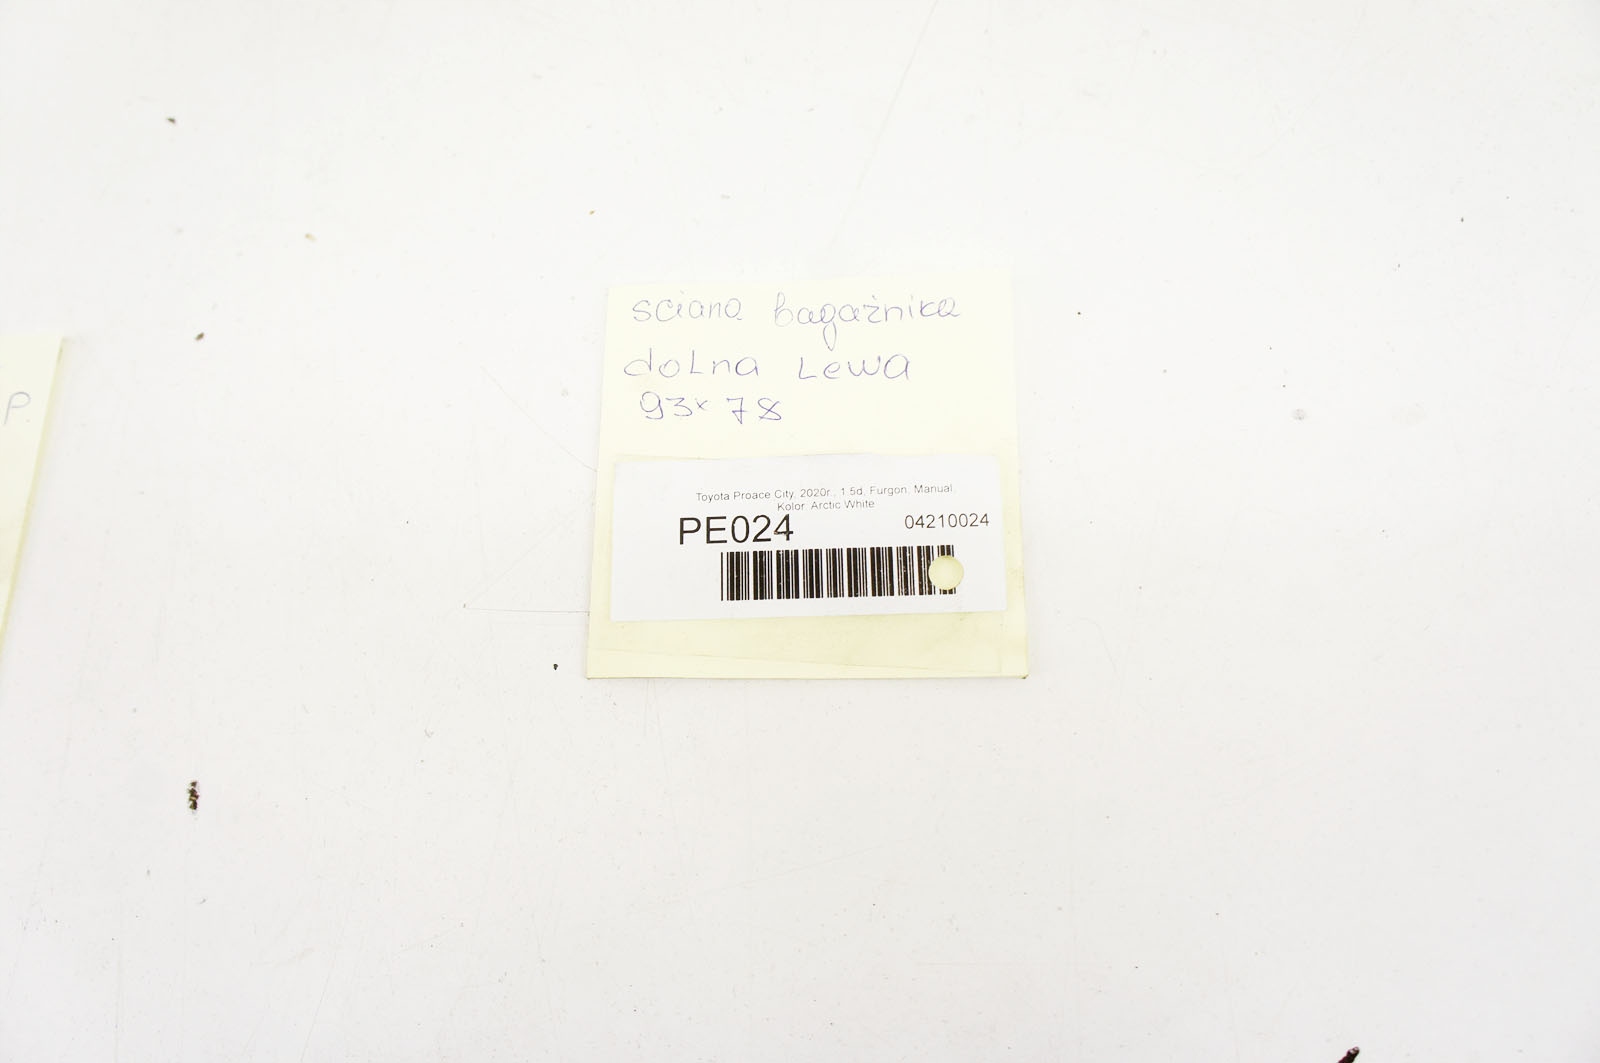 sciana bagażnika
dolna Lewa
93x78
Toyota Proace City, 2020r., 1.5d, Furgon, Manual,
Kolor: Arctic White
PE024
04210024
P.